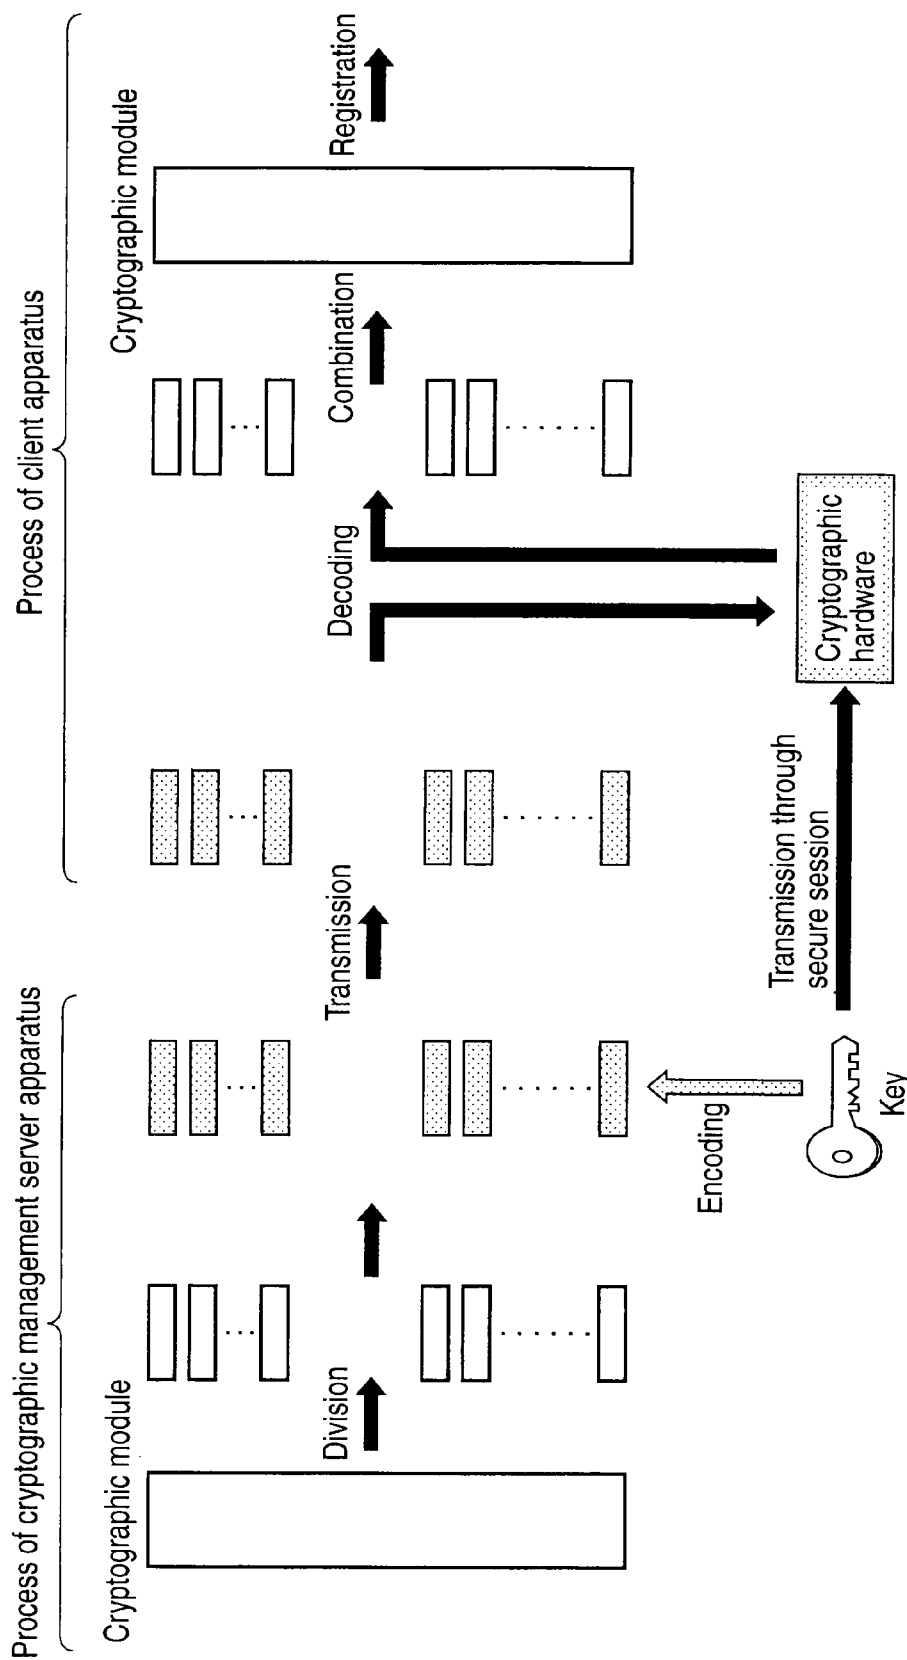 Process of cryptographic management server apparatus
Process of client apparatus
Cryptographic module
Division
Transmission
Decoding
Combination
Cryptographic module
Registration
Encoding
Key
Transmission through
secure session
Cryptographic
hardware